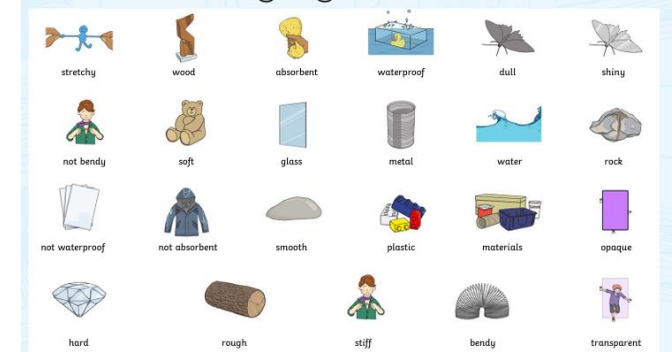 stretchy
wood
absorbent
waterproof
dull
shiny
not bendy
soft
glass
metal
water
rock
not waterproof
not absorbent
smooth
plastic
materials
opaque
hard
rough
stiff
bendy
transparent